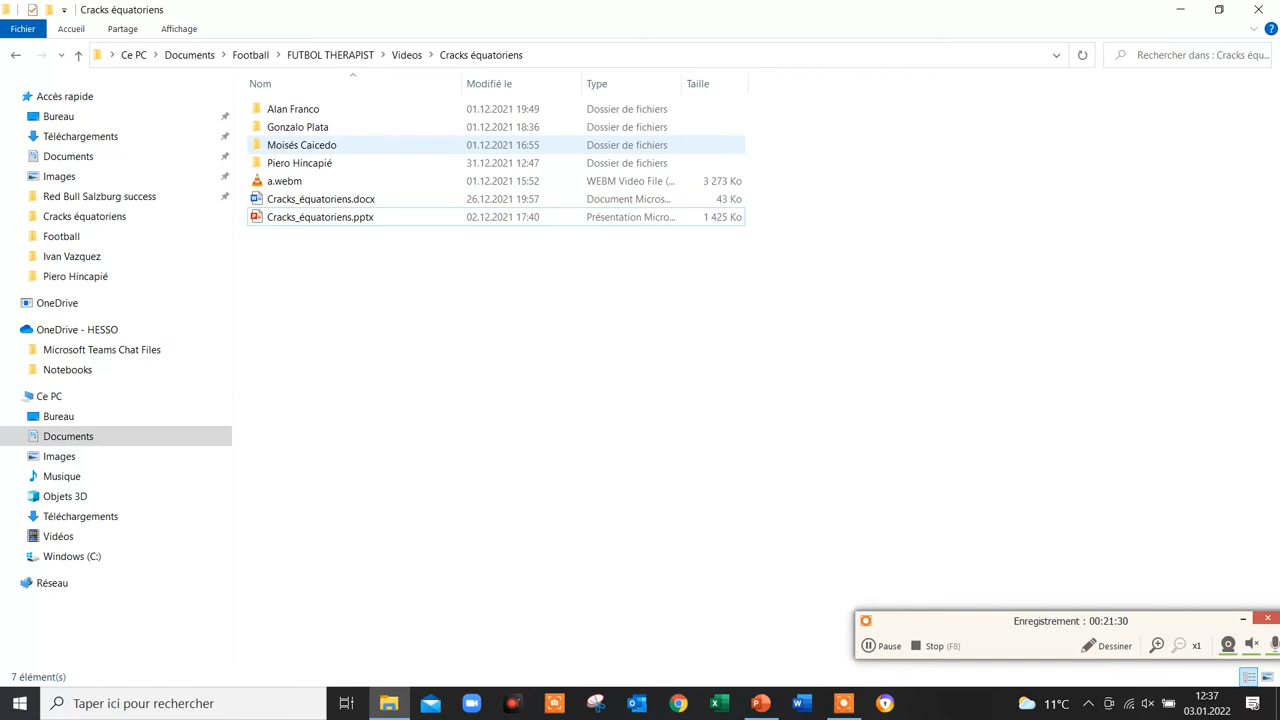 Cracks équatoriens
Fichier Accueil Partage Affichage
Ce PC Documents Football FUTBOL THERAPIST Videos Cracks équatoriens
Rechercher dans : Cracks équ...
Nom Modifié le Type Taille
Alan Franco 01.12.2021 19:49 Dossier de fichiers
Gonzalo Plata 01.12.2021 18:36 Dossier de fichiers
Moisés Caicedo 01.12.2021 16:55 Dossier de fichiers
Piero Hincapié 31.12.2021 12:47 Dossier de fichiers
a.webm 01.12.2021 15:52 WEBM Video File (... 3 273 Ko
Cracks_équatoriens.docx 26.12.2021 19:57 Document Micros... 43 Ko
Cracks_équatoriens.pptx 02.12.2021 17:40 Présentation Micro... 1 425 Ko
Accès rapide
Bureau
Téléchargements
Documents
Images
Red Bull Salzburg success
Cracks équatoriens
Football
Ivan Vazquez
Piero Hincapié
OneDrive
OneDrive - HESSO
Microsoft Teams Chat Files
Notebooks
Ce PC
Bureau
Documents
Images
Musique
Objets 3D
Téléchargements
Vidéos
Windows (C:)
Réseau
Enregistrement : 00:21:30
Pause Stop (F8) Dessiner x1
7 élément(s)
Taper ici pour rechercher
11°C
12:37
03.01.2022